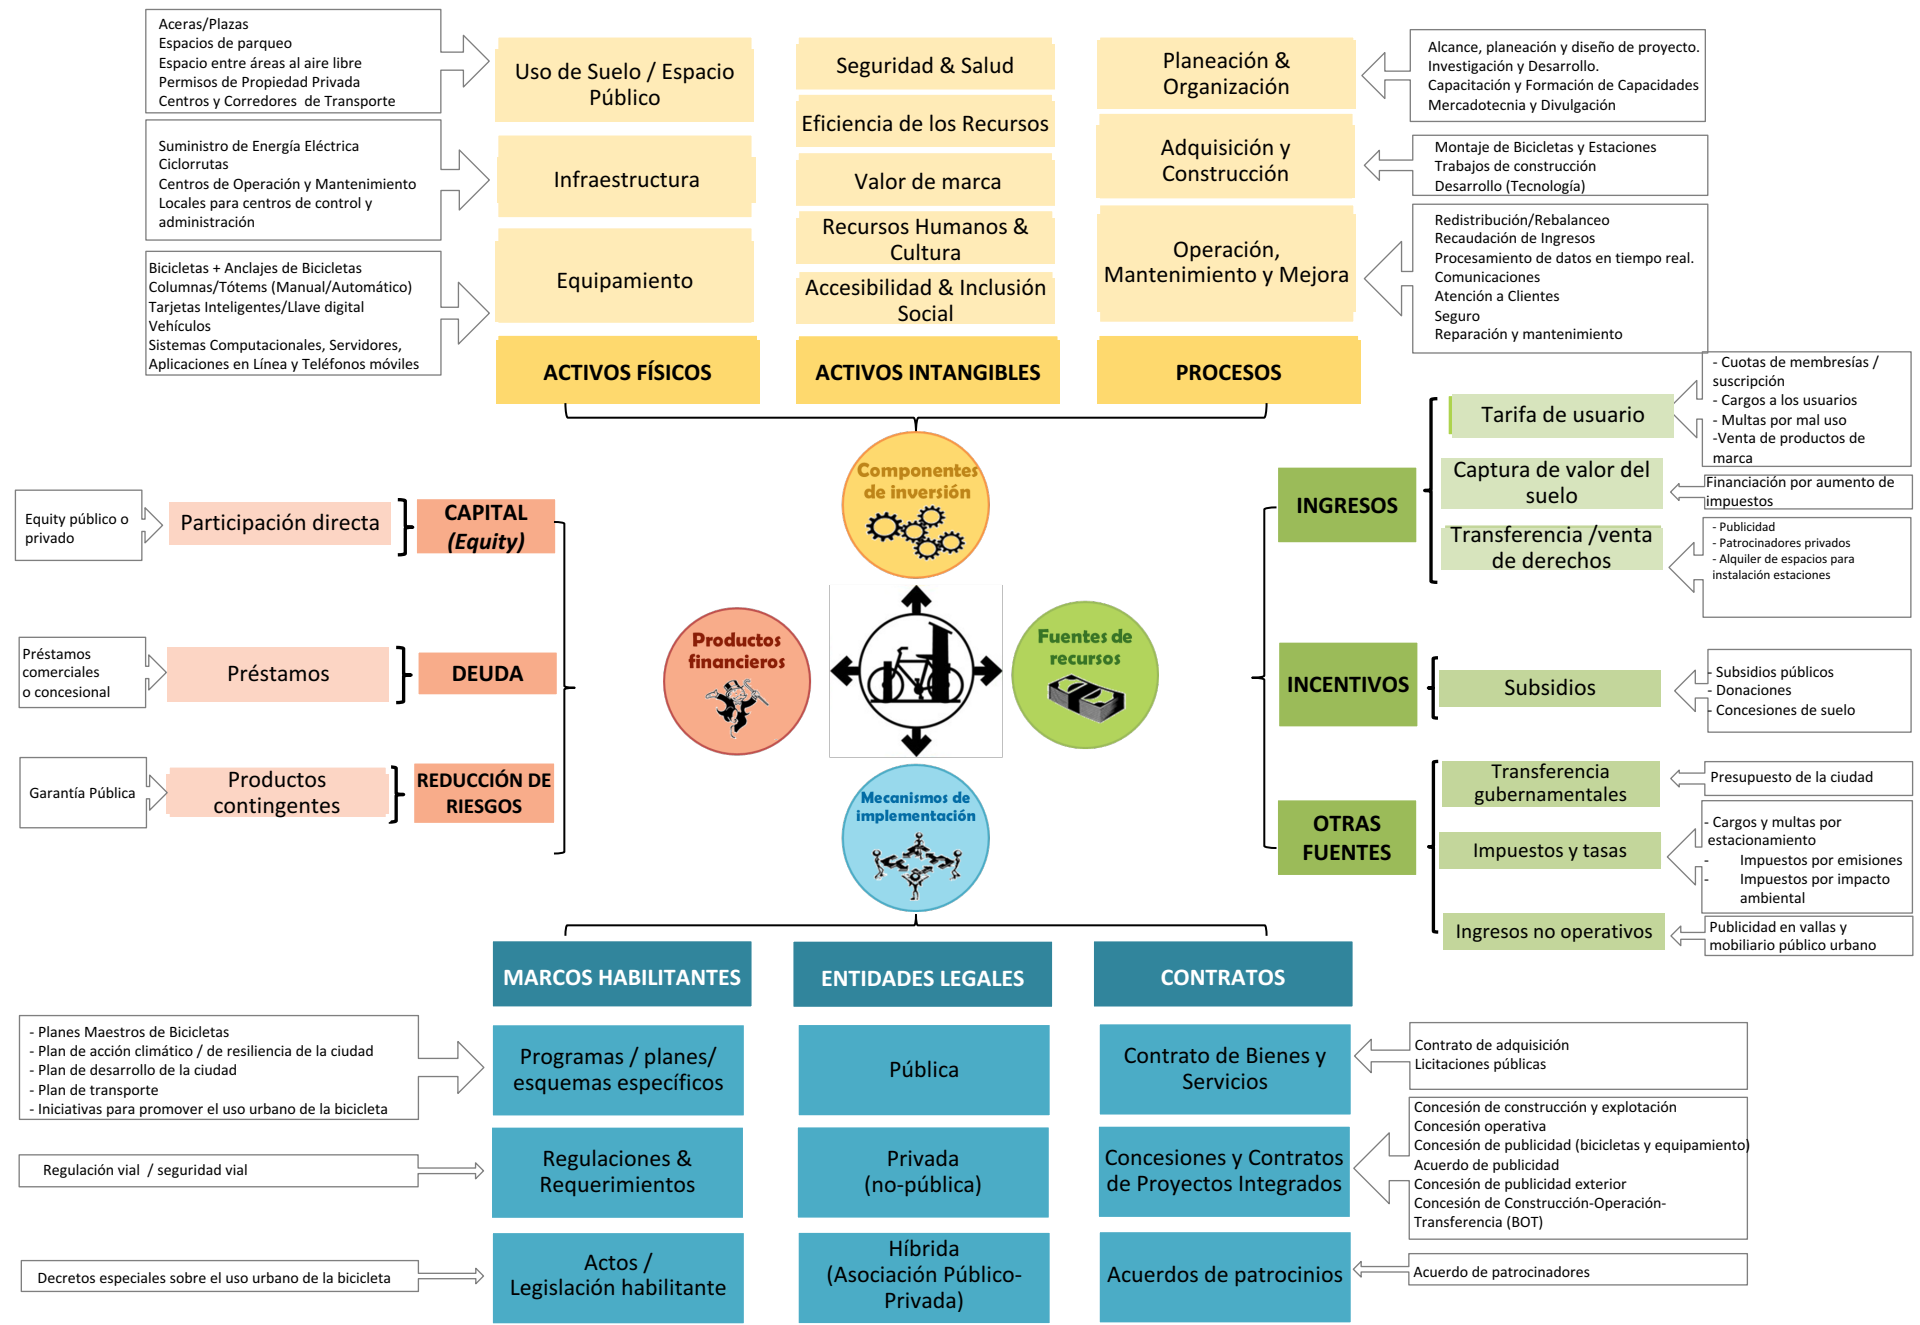 Aceras/Plazas
Espacios de parqueo
Espacio entre áreas al aire libre
Permisos de Propiedad Privada
Centros y Corredores de Transporte
Suministro de Energía Eléctrica
Ciclorrutas
Centros de Operación y Mantenimiento
Locales para centros de control y
administración
Bicicletas + Anclajes de Bicicletas
Columnas/Tótems (Manual/Automático)
Tarjetas Inteligentes/Llave digital
Vehículos
Sistemas Computacionales, Servidores,
Aplicaciones en Línea y Teléfonos móviles
Uso de Suelo / Espacio
Público
Infraestructura
Equipamiento
ACTIVOS FÍSICOS
Seguridad & Salud
Eficiencia de los Recursos
Valor de marca
Recursos Humanos &
Cultura
Accesibilidad & Inclusión
Social
ACTIVOS INTANGIBLES
Planeación &
Organización
Adquisición y
Construcción
Operación,
Mantenimiento y Mejora
PROCESOS
Alcance, planeación y diseño de proyecto.
Investigación y Desarrollo.
Capacitación y Formación de Capacidades
Mercadotecnia y Divulgación
Montaje de Bicicletas y Estaciones
Trabajos de construcción
Desarrollo (Tecnología)
Redistribución/Rebalanceo
Recaudación de Ingresos
Procesamiento de datos en tiempo real.
Comunicaciones
Atención a Clientes
Seguro
Reparación y mantenimiento
Componentes
de inversión
Productos
financieros
Fuentes de
recursos
Mecanismos de
implementación
Equity público o
privado
Participación directa
CAPITAL
(Equity)
Préstamos
comerciales
o concesional
Préstamos
DEUDA
Garantía Pública
Productos
contingentes
REDUCCIÓN DE
RIESGOS
INGRESOS
Tarifa de usuario
- Cuotas de membresías /
suscripción
- Cargos a los usuarios
- Multas por mal uso
-Venta de productos de
marca
Captura de valor del
suelo
Financiación por aumento de
impuestos
Transferencia /venta
de derechos
- Publicidad
- Patrocinadores privados
- Alquiler de espacios para
instalación estaciones
INCENTIVOS
Subsidios
- Subsidios públicos
- Donaciones
- Concesiones de suelo
OTRAS
FUENTES
Transferencia
gubernamentales
Presupuesto de la ciudad
Impuestos y tasas
- Cargos y multas por
estacionamiento
- Impuestos por emisiones
- Impuestos por impacto
ambiental
Ingresos no operativos
Publicidad en vallas y
mobiliario público urbano
MARCOS HABILITANTES
ENTIDADES LEGALES
CONTRATOS
- Planes Maestros de Bicicletas
- Plan de acción climático / de resiliencia de la ciudad
- Plan de desarrollo de la ciudad
- Plan de transporte
- Iniciativas para promover el uso urbano de la bicicleta
Programas / planes/
esquemas específicos
Pública
Contrato de Bienes y
Servicios
Contrato de adquisición
Licitaciones públicas
Regulación vial / seguridad vial
Regulaciones &
Requerimientos
Privada
(no-pública)
Concesiones y Contratos
de Proyectos Integrados
Concesión de construcción y explotación
Concesión operativa
Concesión de publicidad (bicicletas y equipamiento)
Acuerdo de publicidad
Concesión de publicidad exterior
Concesión de Construcción-Operación-
Transferencia (BOT)
Decretos especiales sobre el uso urbano de la bicicleta
Actos /
Legislación habilitante
Híbrida
(Asociación Público-
Privada)
Acuerdos de patrocinios
Acuerdo de patrocinadores